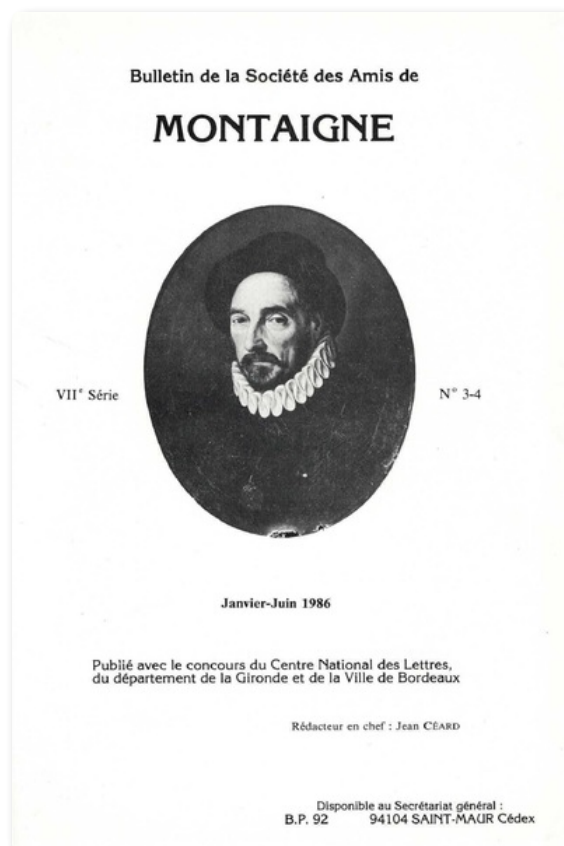 Bulletin de la Société des Amis de
MONTAIGNE
VIIe Série
N° 3-4
Janvier-Juin 1986
Publié avec le concours du Centre National des Lettres,
du département de la Gironde et de la Ville de Bordeaux
Rédacteur en chef : Jean CÉARD
Disponible au Secrétariat général :
B.P. 92 94104 SAINT-MAUR Cédex